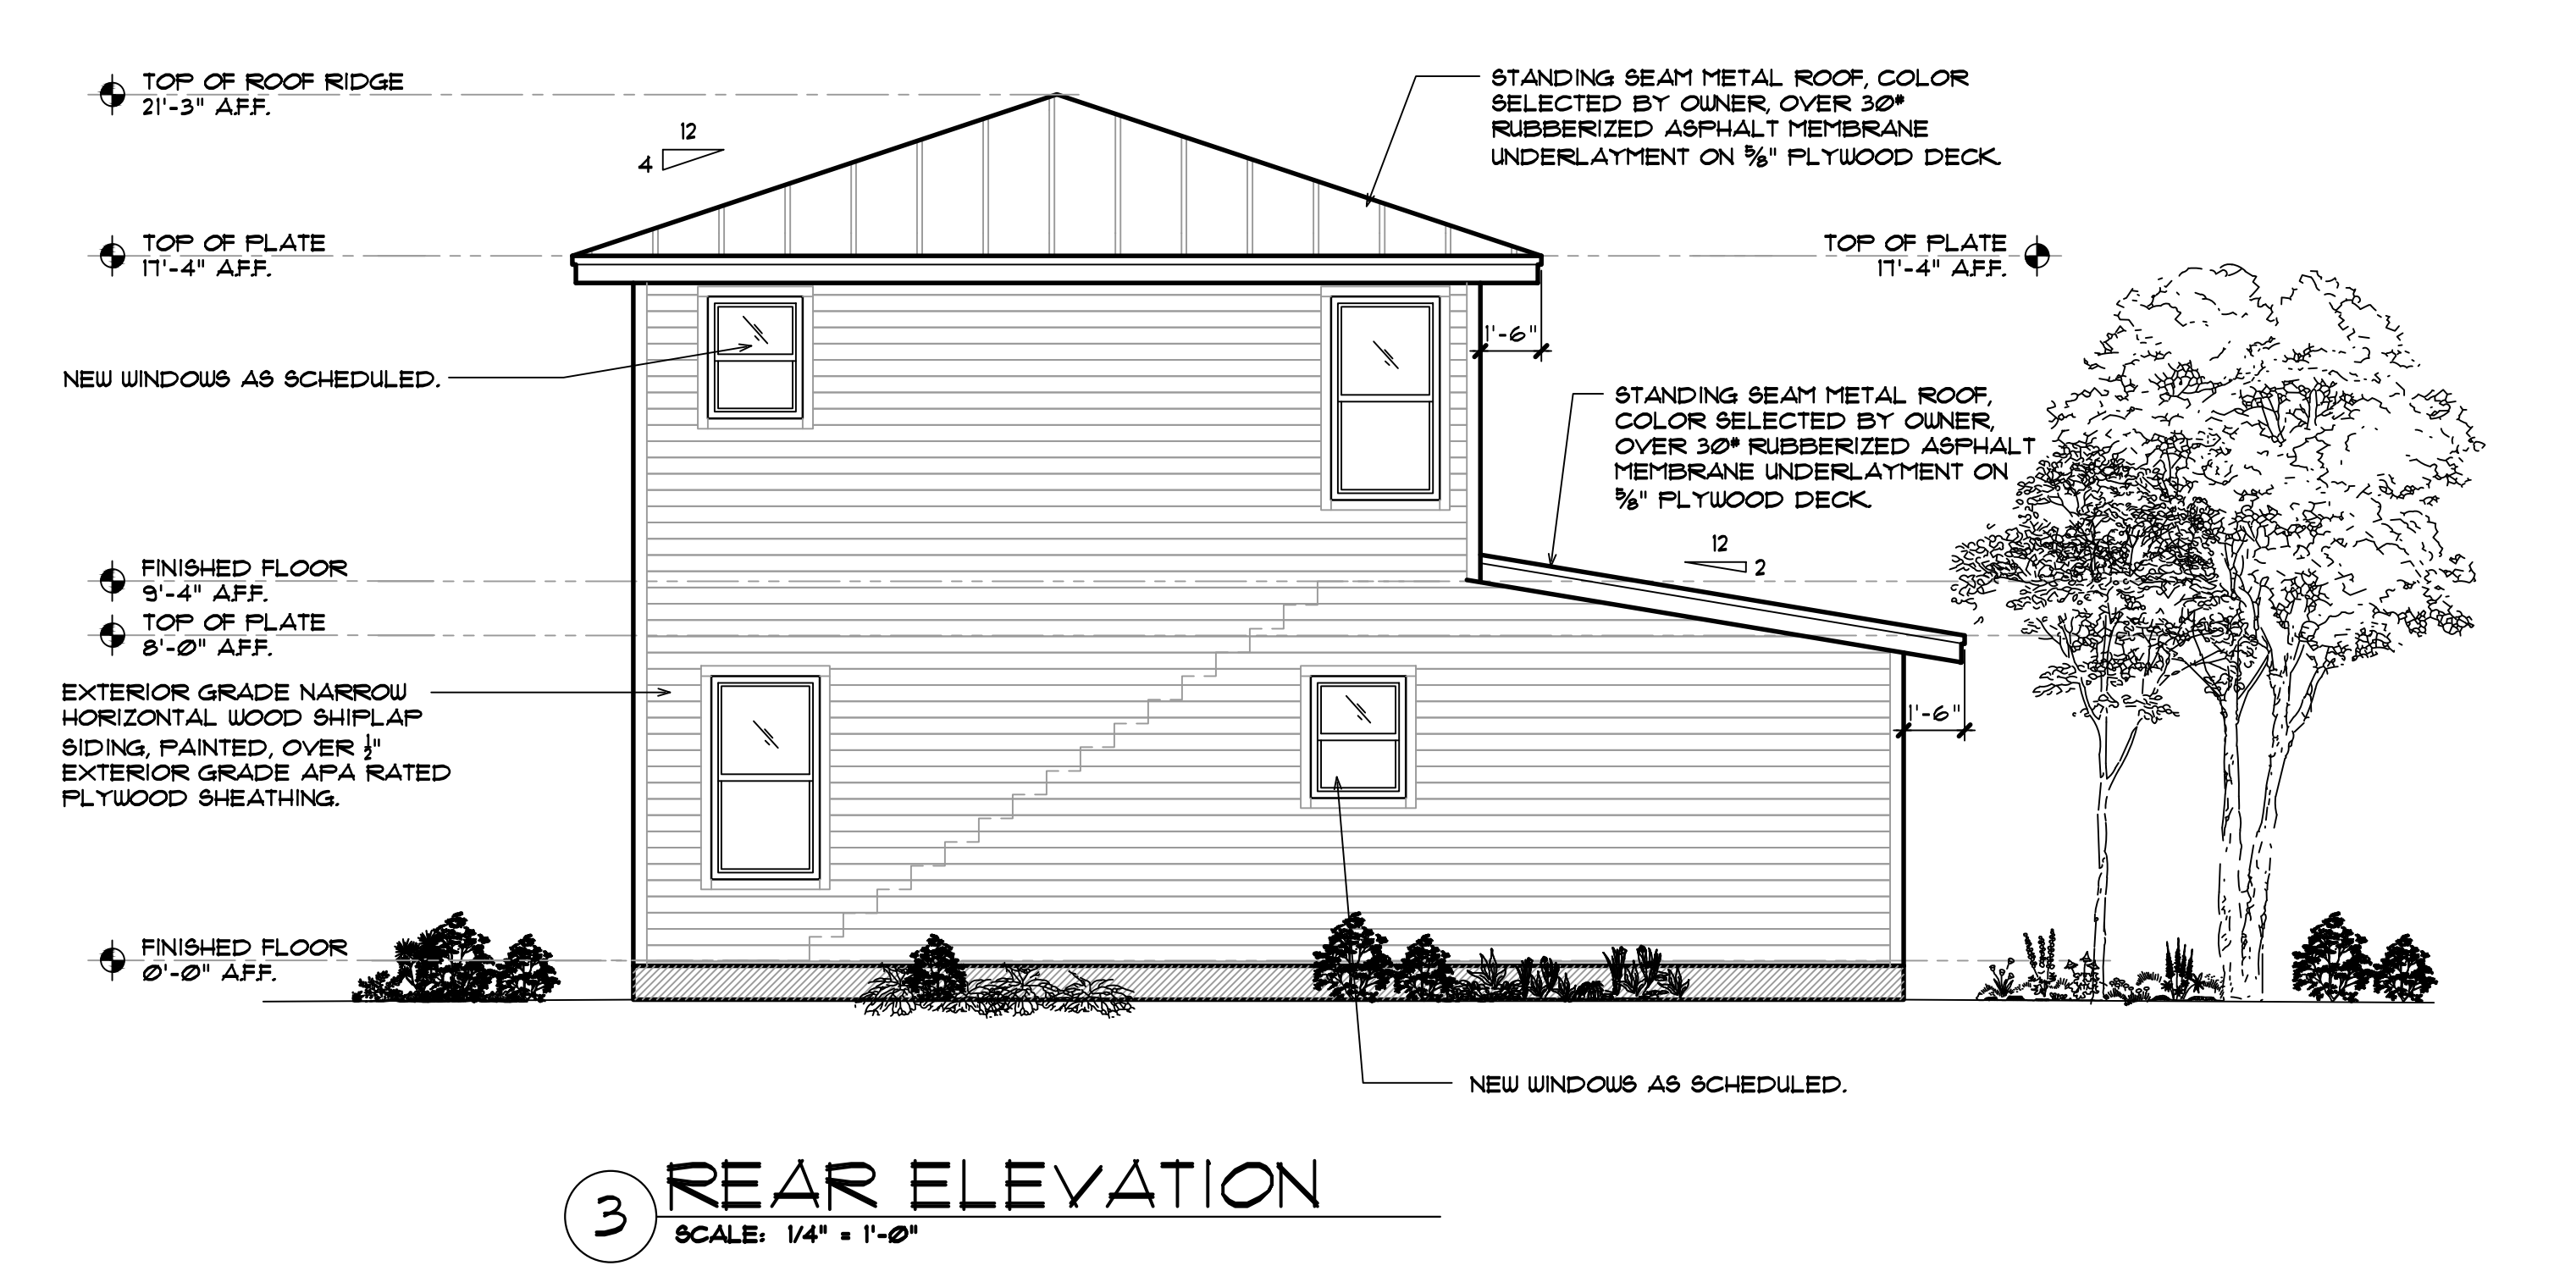 TOP OF ROOF RIDGE
21'-3" A.F.F.
12
4
STANDING SEAM METAL ROOF, COLOR
SELECTED BY OWNER, OVER 30#
RUBBERIZED ASPHALT MEMBRANE
UNDERLAYMENT ON 5/8" PLYWOOD DECK.
TOP OF PLATE
17'-4" A.F.F.
TOP OF PLATE
17'-4" A.F.F.
1'-6"
NEW WINDOWS AS SCHEDULED.
STANDING SEAM METAL ROOF,
COLOR SELECTED BY OWNER,
OVER 30# RUBBERIZED ASPHALT
MEMBRANE UNDERLAYMENT ON
5/8" PLYWOOD DECK.
12
2
FINISHED FLOOR
9'-4" A.F.F.
TOP OF PLATE
8'-0" A.F.F.
EXTERIOR GRADE NARROW
HORIZONTAL WOOD SHIPLAP
SIDING, PAINTED, OVER 1/2"
EXTERIOR GRADE APA RATED
PLYWOOD SHEATHING.
1'-6"
FINISHED FLOOR
0'-0" A.F.F.
NEW WINDOWS AS SCHEDULED.
3
REAR ELEVATION
SCALE: 1/4" = 1'-0"